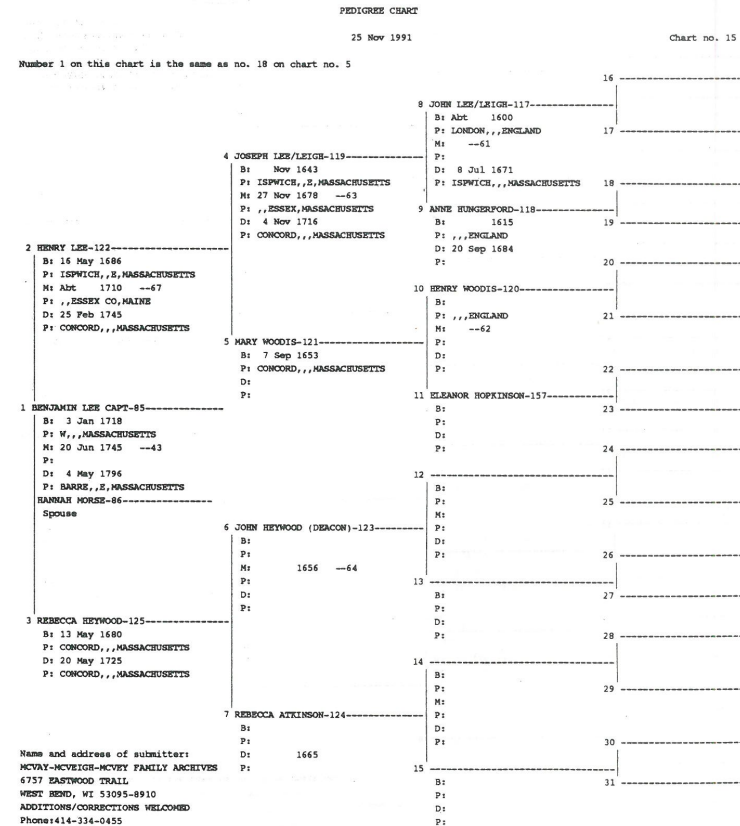 PEDIGREE CHART
25 Nov 1991
Chart no. 15
Number 1 on this chart is the same as no. 18 on chart no. 5
16
8 JOHN LEE/LEIGH-117
B: Abt 1600
P: LONDON,,,ENGLAND
M: --61
P:
D: 8 Jul 1671
P: ISPWICH,,,MASSACHUSETTS
17
4 JOSEPH LEE/LEIGH-119
B: Nov 1643
P: ISPWICH,,E,MASSACHUSETTS
M: 27 Nov 1678 --63
P: ,,ESSEX,MASSACHUSETTS
D: 4 Nov 1716
P: CONCORD,,,MASSACHUSETTS
18
9 ANNE HUNGERFORD-118
B: 1615
P: ,,,ENGLAND
D: 20 Sep 1684
P:
19
2 HENRY LEE-122
B: 16 May 1686
P: ISPWICH,,E,MASSACHUSETTS
M: Abt 1710 --67
P: ,,ESSEX CO,MAINE
D: 25 Feb 1745
P: CONCORD,,,MASSACHUSETTS
20
10 HENRY WOODIS-120
B:
P: ,,,ENGLAND
M: --62
P:
D:
P:
21
5 MARY WOODIS-121
B: 7 Sep 1653
P: CONCORD,,,MASSACHUSETTS
D:
P:
22
11 ELEANOR HOPKINSON-157
B:
P:
D:
P:
23
1 BENJAMIN LEE CAPT-85
B: 3 Jan 1718
P: W,,,MASSACHUSETTS
M: 20 Jun 1745 --43
P:
D: 4 May 1796
P: BARRE,,E,MASSACHUSETTS
HANNAH MORSE-86
Spouse
24
12
B:
P:
M:
P:
D:
P:
25
6 JOHN HEYWOOD (DEACON)-123
B:
P:
M: 1656 --64
P:
D:
P:
26
13
B:
P:
D:
P:
27
3 REBECCA HEYWOOD-125
B: 13 May 1680
P: CONCORD,,,MASSACHUSETTS
D: 20 May 1725
P: CONCORD,,,MASSACHUSETTS
28
14
B:
P:
M:
P:
D:
P:
29
7 REBECCA ATKINSON-124
B:
P:
D: 1665
P:
30
15
B:
P:
D:
P:
31
Name and address of submitter:
MCVAY-MCVEIGH-MCVEY FAMILY ARCHIVES
6757 EASTWOOD TRAIL
WEST BEND, WI 53095-8910
ADDITIONS/CORRECTIONS WELCOMED
Phone:414-334-0455